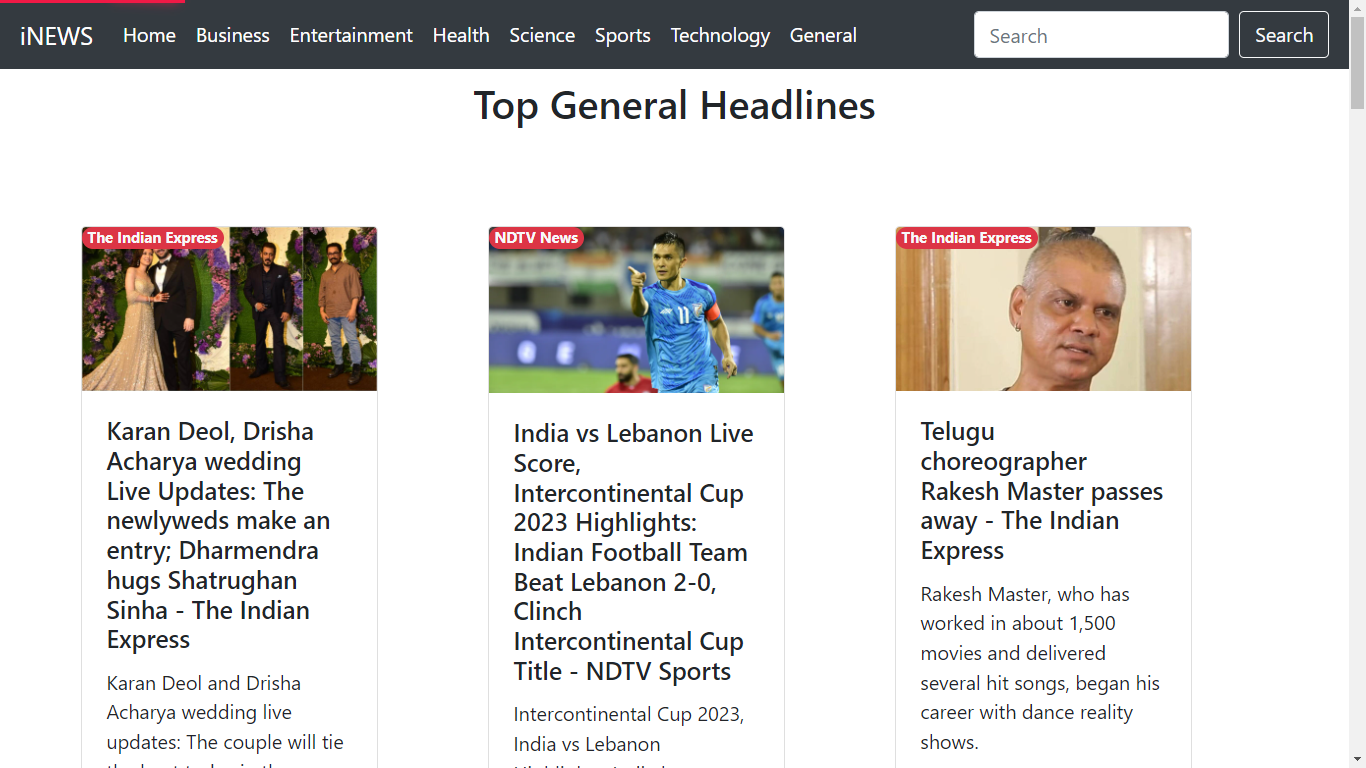 iNEWS Home Business Entertainment Health Science Sports Technology General Search Search
Top General Headlines
The Indian Express
Karan Deol, Drisha
Acharya wedding
Live Updates: The
newlyweds make an
entry; Dharmendra
hugs Shatrughan
Sinha - The Indian
Express
Karan Deol and Drisha
Acharya wedding live
updates: The couple will tie
NDTV News
11
India vs Lebanon Live
Score,
Intercontinental Cup
2023 Highlights:
Indian Football Team
Beat Lebanon 2-0,
Clinch
Intercontinental Cup
Title - NDTV Sports
Intercontinental Cup 2023,
India vs Lebanon
The Indian Express
Telugu
choreographer
Rakesh Master passes
away - The Indian
Express
Rakesh Master, who has
worked in about 1,500
movies and delivered
several hit songs, began his
career with dance reality
shows.